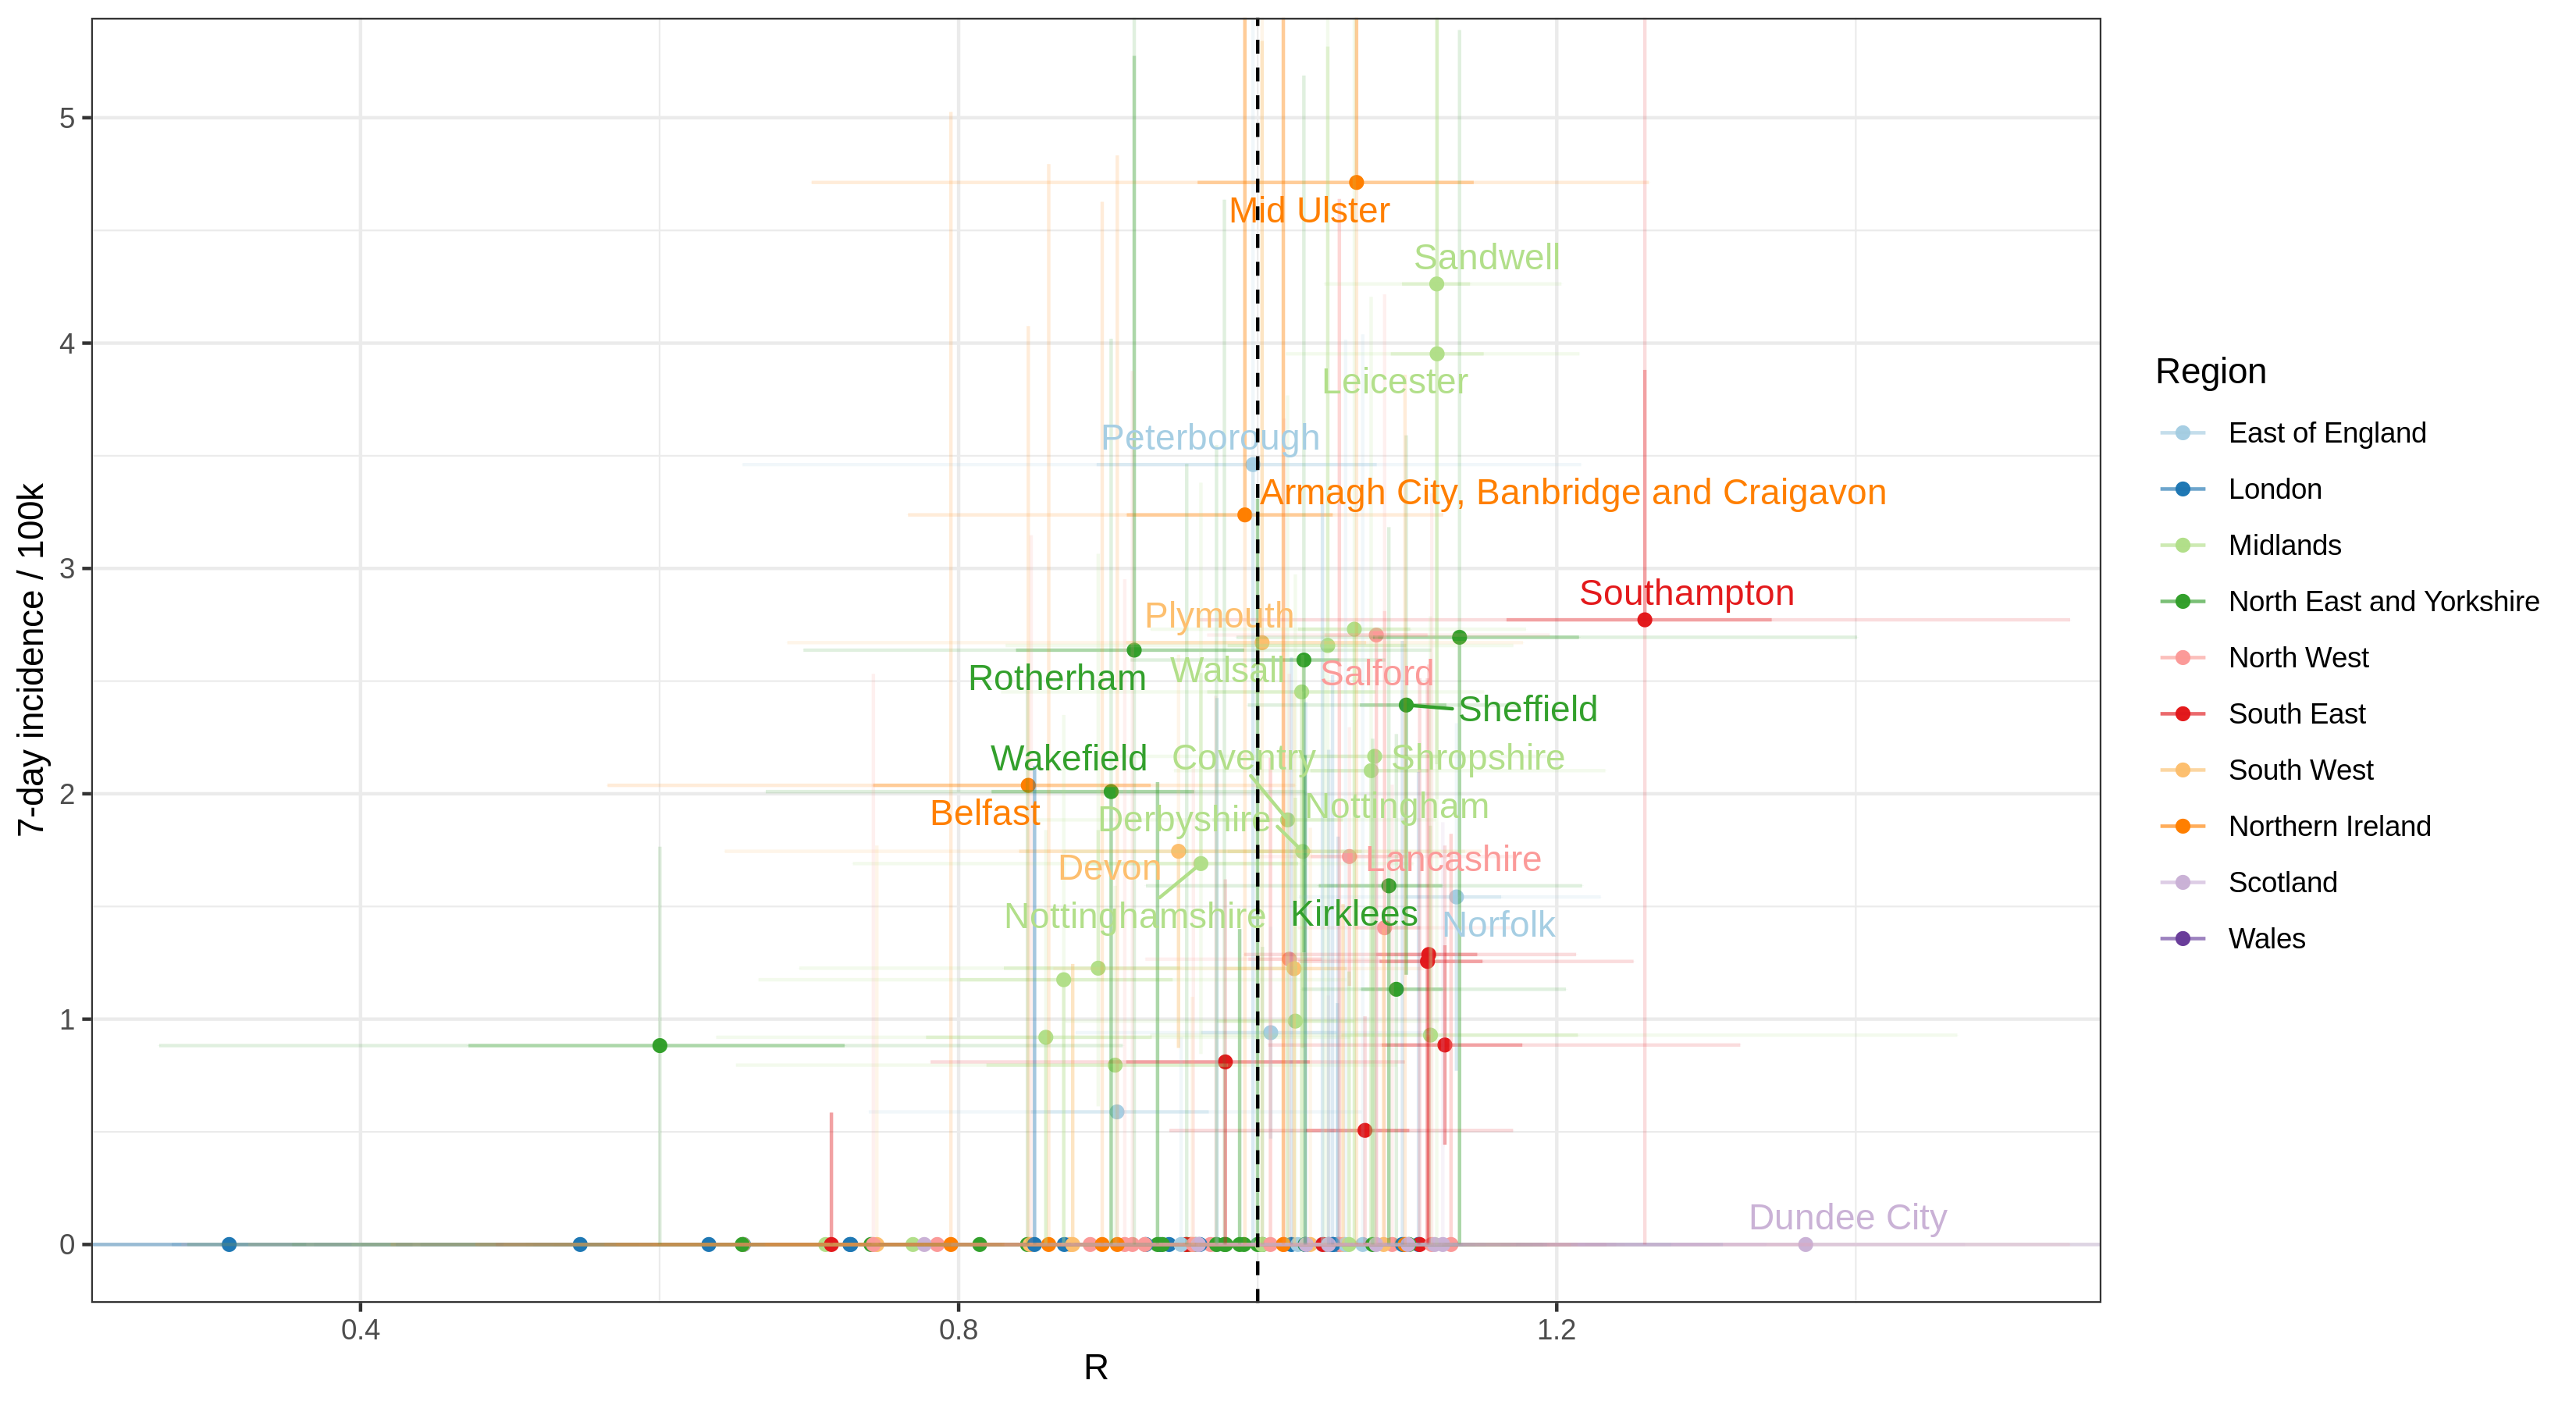 7-day incidence / 100k
5
4
3
2
1
0
Mid Ulster
Sandwell
Leicester
Peterborough
Armagh City, Banbridge and Craigavon
Southampton
Plymouth
Rotherham
Walsall
Salford
Sheffield
Wakefield
Coventry
Shropshire
Belfast
Derbyshire
Nottingham
Devon
Lancashire
Nottinghamshire
Kirklees
Norfolk
Dundee City
0.4
0.8
1.2
R
Region
East of England
London
Midlands
North East and Yorkshire
North West
South East
South West
Northern Ireland
Scotland
Wales